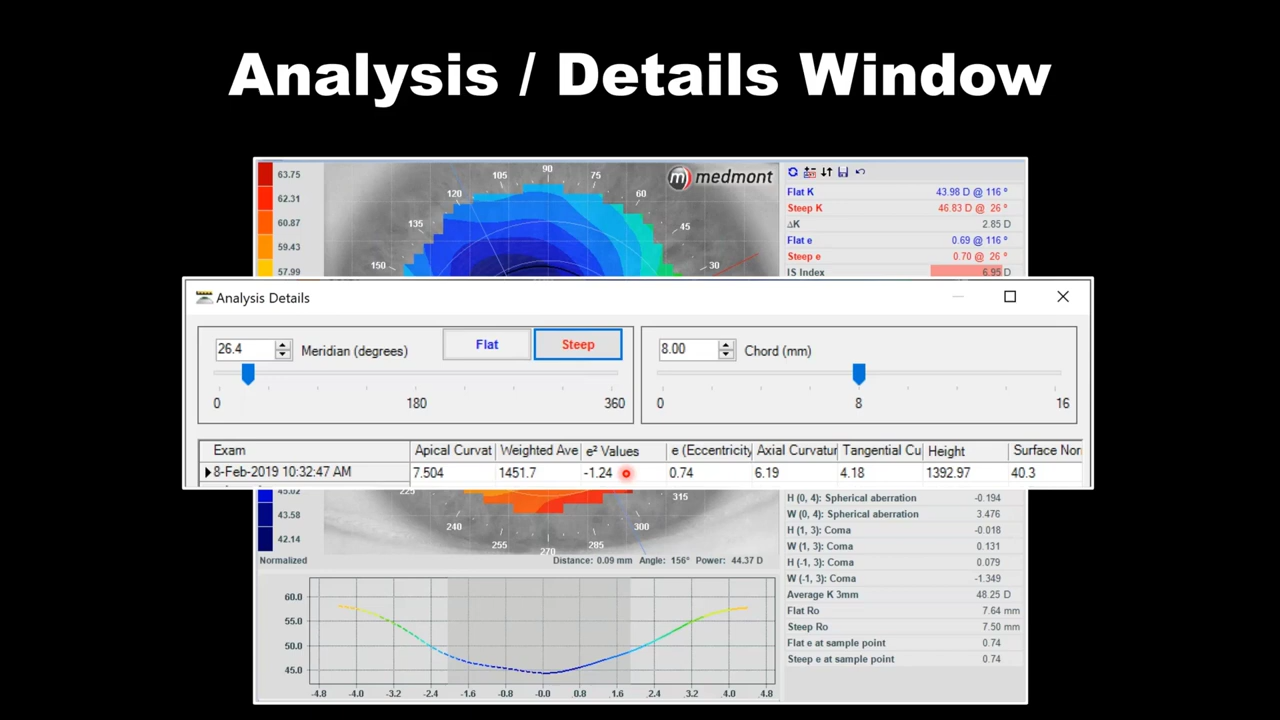 Analysis / Details Window
63.75
62.31
60.87
59.43
57.99
150
135
120
105
90
75
60
45
30
medmont
Flat K 43.98 D @ 116 °
Steep K 46.83 D @ 26 °
ΔK 2.85 D
Flat e 0.69 @ 116 °
Steep e 0.70 @ 26 °
IS Index 6.95 D
Analysis Details
26.4 Meridian (degrees) Flat Steep
0 180 360
8.00 Chord (mm)
0 8 16
Exam Apical Curvat Weighted Ave e² Values e (Eccentricity Axial Curvatur Tangential Cu Height Surface Nor
8-Feb-2019 10:32:47 AM 7.504 1451.7 -1.24 0.74 6.19 4.18 1392.97 40.3
43.58
42.14
Normalized
240
255
270
285
300
315
Distance: 0.09 mm Angle: 156° Power: 44.37 D
H (0, 4): Spherical aberration -0.194
W (0, 4): Spherical aberration 3.476
H (1, 3): Coma -0.018
W (1, 3): Coma 0.131
H (-1, 3): Coma 0.079
W (-1, 3): Coma -1.349
Average K 3mm 48.25 D
Flat Ro 7.64 mm
Steep Ro 7.50 mm
Flat e at sample point 0.74
Steep e at sample point 0.74
60.0
55.0
50.0
45.0
-4.8 -4.0 -3.2 -2.4 -1.6 -0.8 -0.0 0.8 1.6 2.4 3.2 4.0 4.8